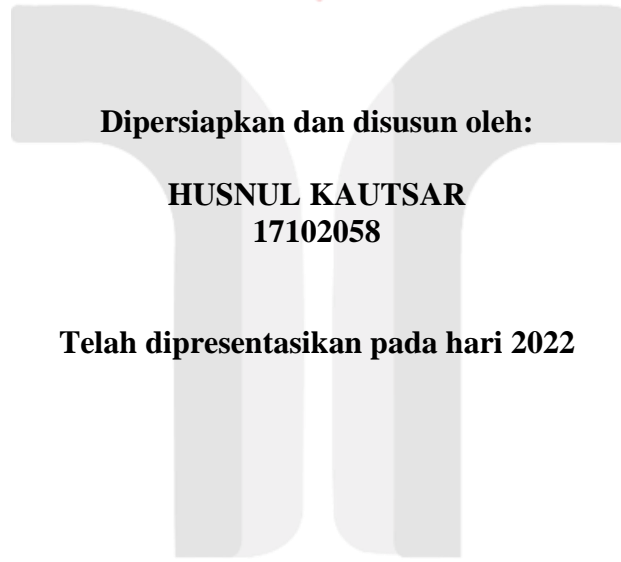 Dipersiapkan dan disusun oleh:
HUSNUL KAUTSAR
17102058
Telah dipresentasikan pada hari 2022